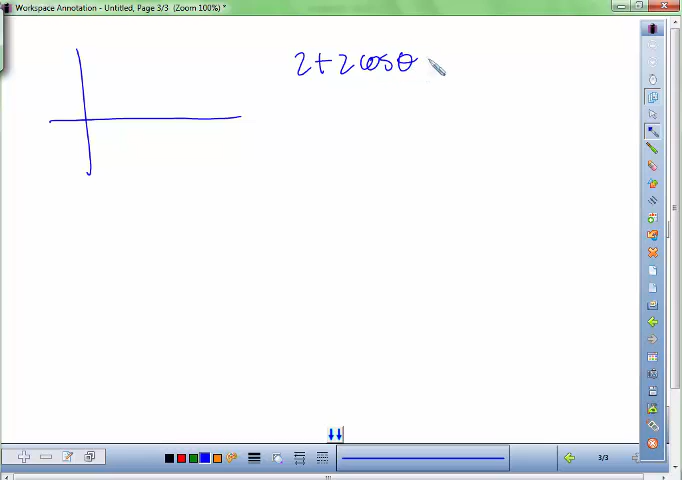 Workspace Annotation - Untitled, Page 3/3 (Zoom 100%) *
2+2cosθ
3/3